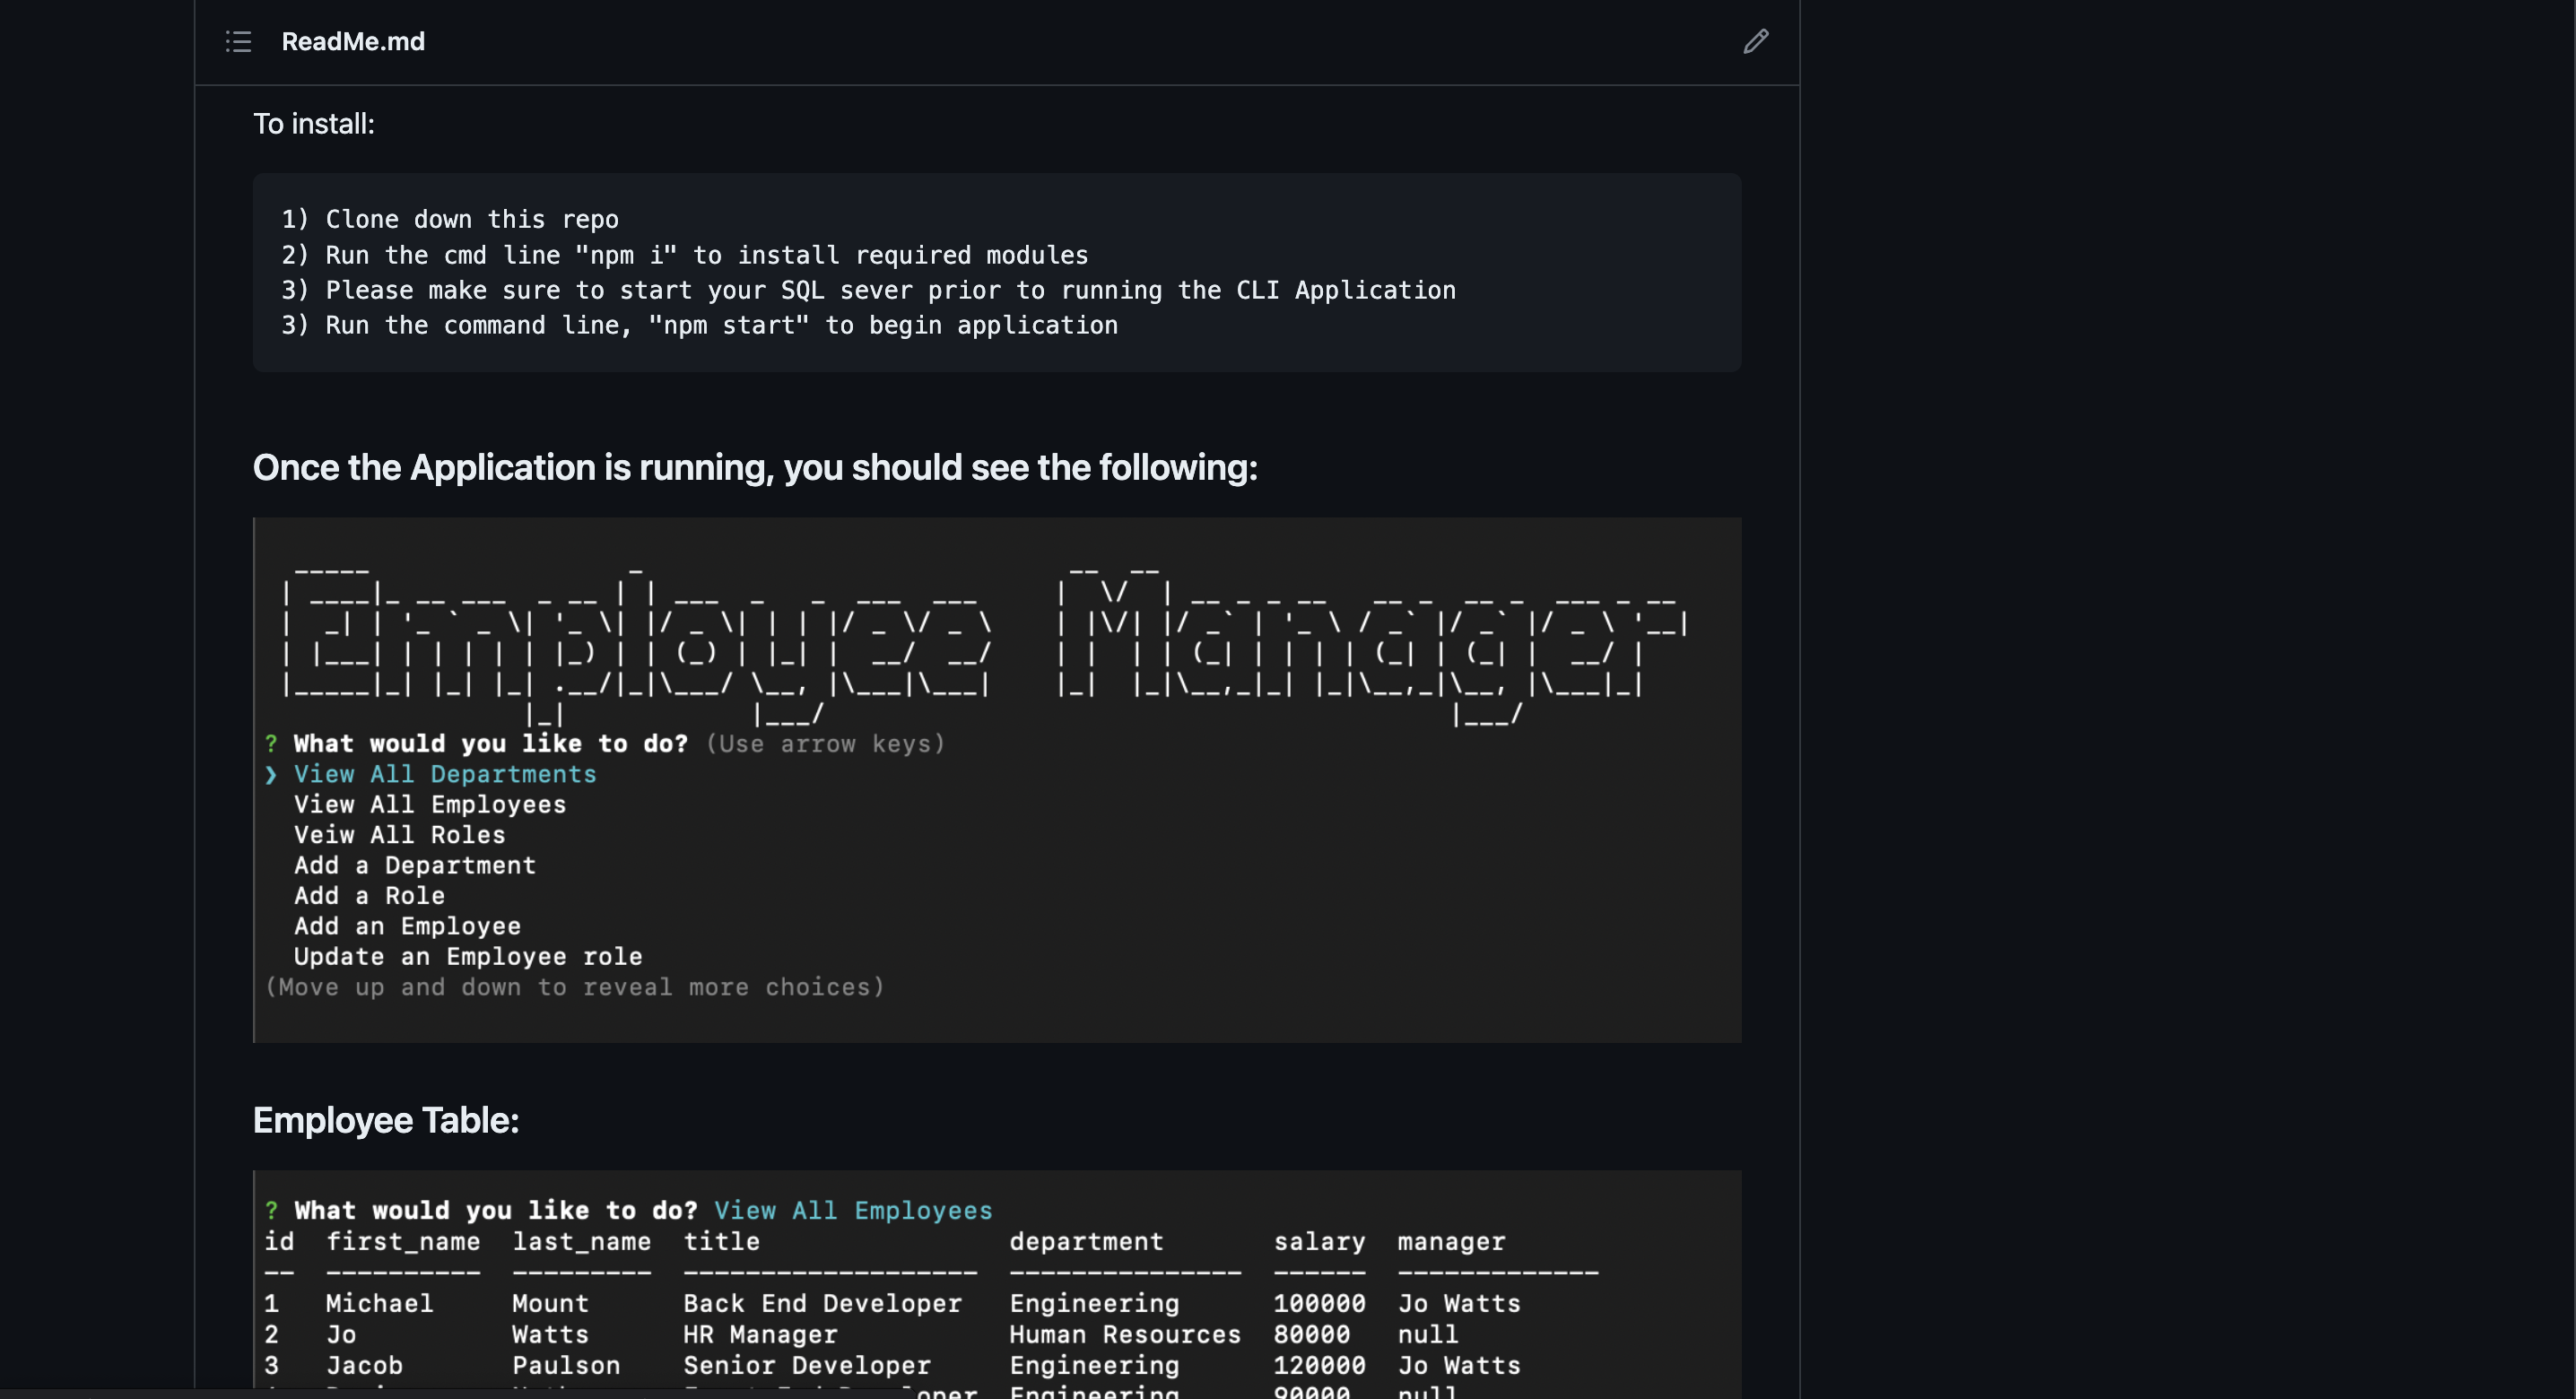 ReadMe.md
To install:
1) Clone down this repo
2) Run the cmd line "npm i" to install required modules
3) Please make sure to start your SQL sever prior to running the CLI Application
3) Run the command line, "npm start" to begin application
Once the Application is running, you should see the following:
Employee Manager
? What would you like to do? (Use arrow keys)
❯ View All Departments
View All Employees
Veiw All Roles
Add a Department
Add a Role
Add an Employee
Update an Employee role
(Move up and down to reveal more choices)
Employee Table:
? What would you like to do? View All Employees
id first_name last_name title department salary manager
-- ---------- --------- ------------------- --------------- ------ -------------
1 Michael Mount Back End Developer Engineering 100000 Jo Watts
2 Jo Watts HR Manager Human Resources 80000 null
3 Jacob Paulson Senior Developer Engineering 120000 Jo Watts
Engineering 90000 null